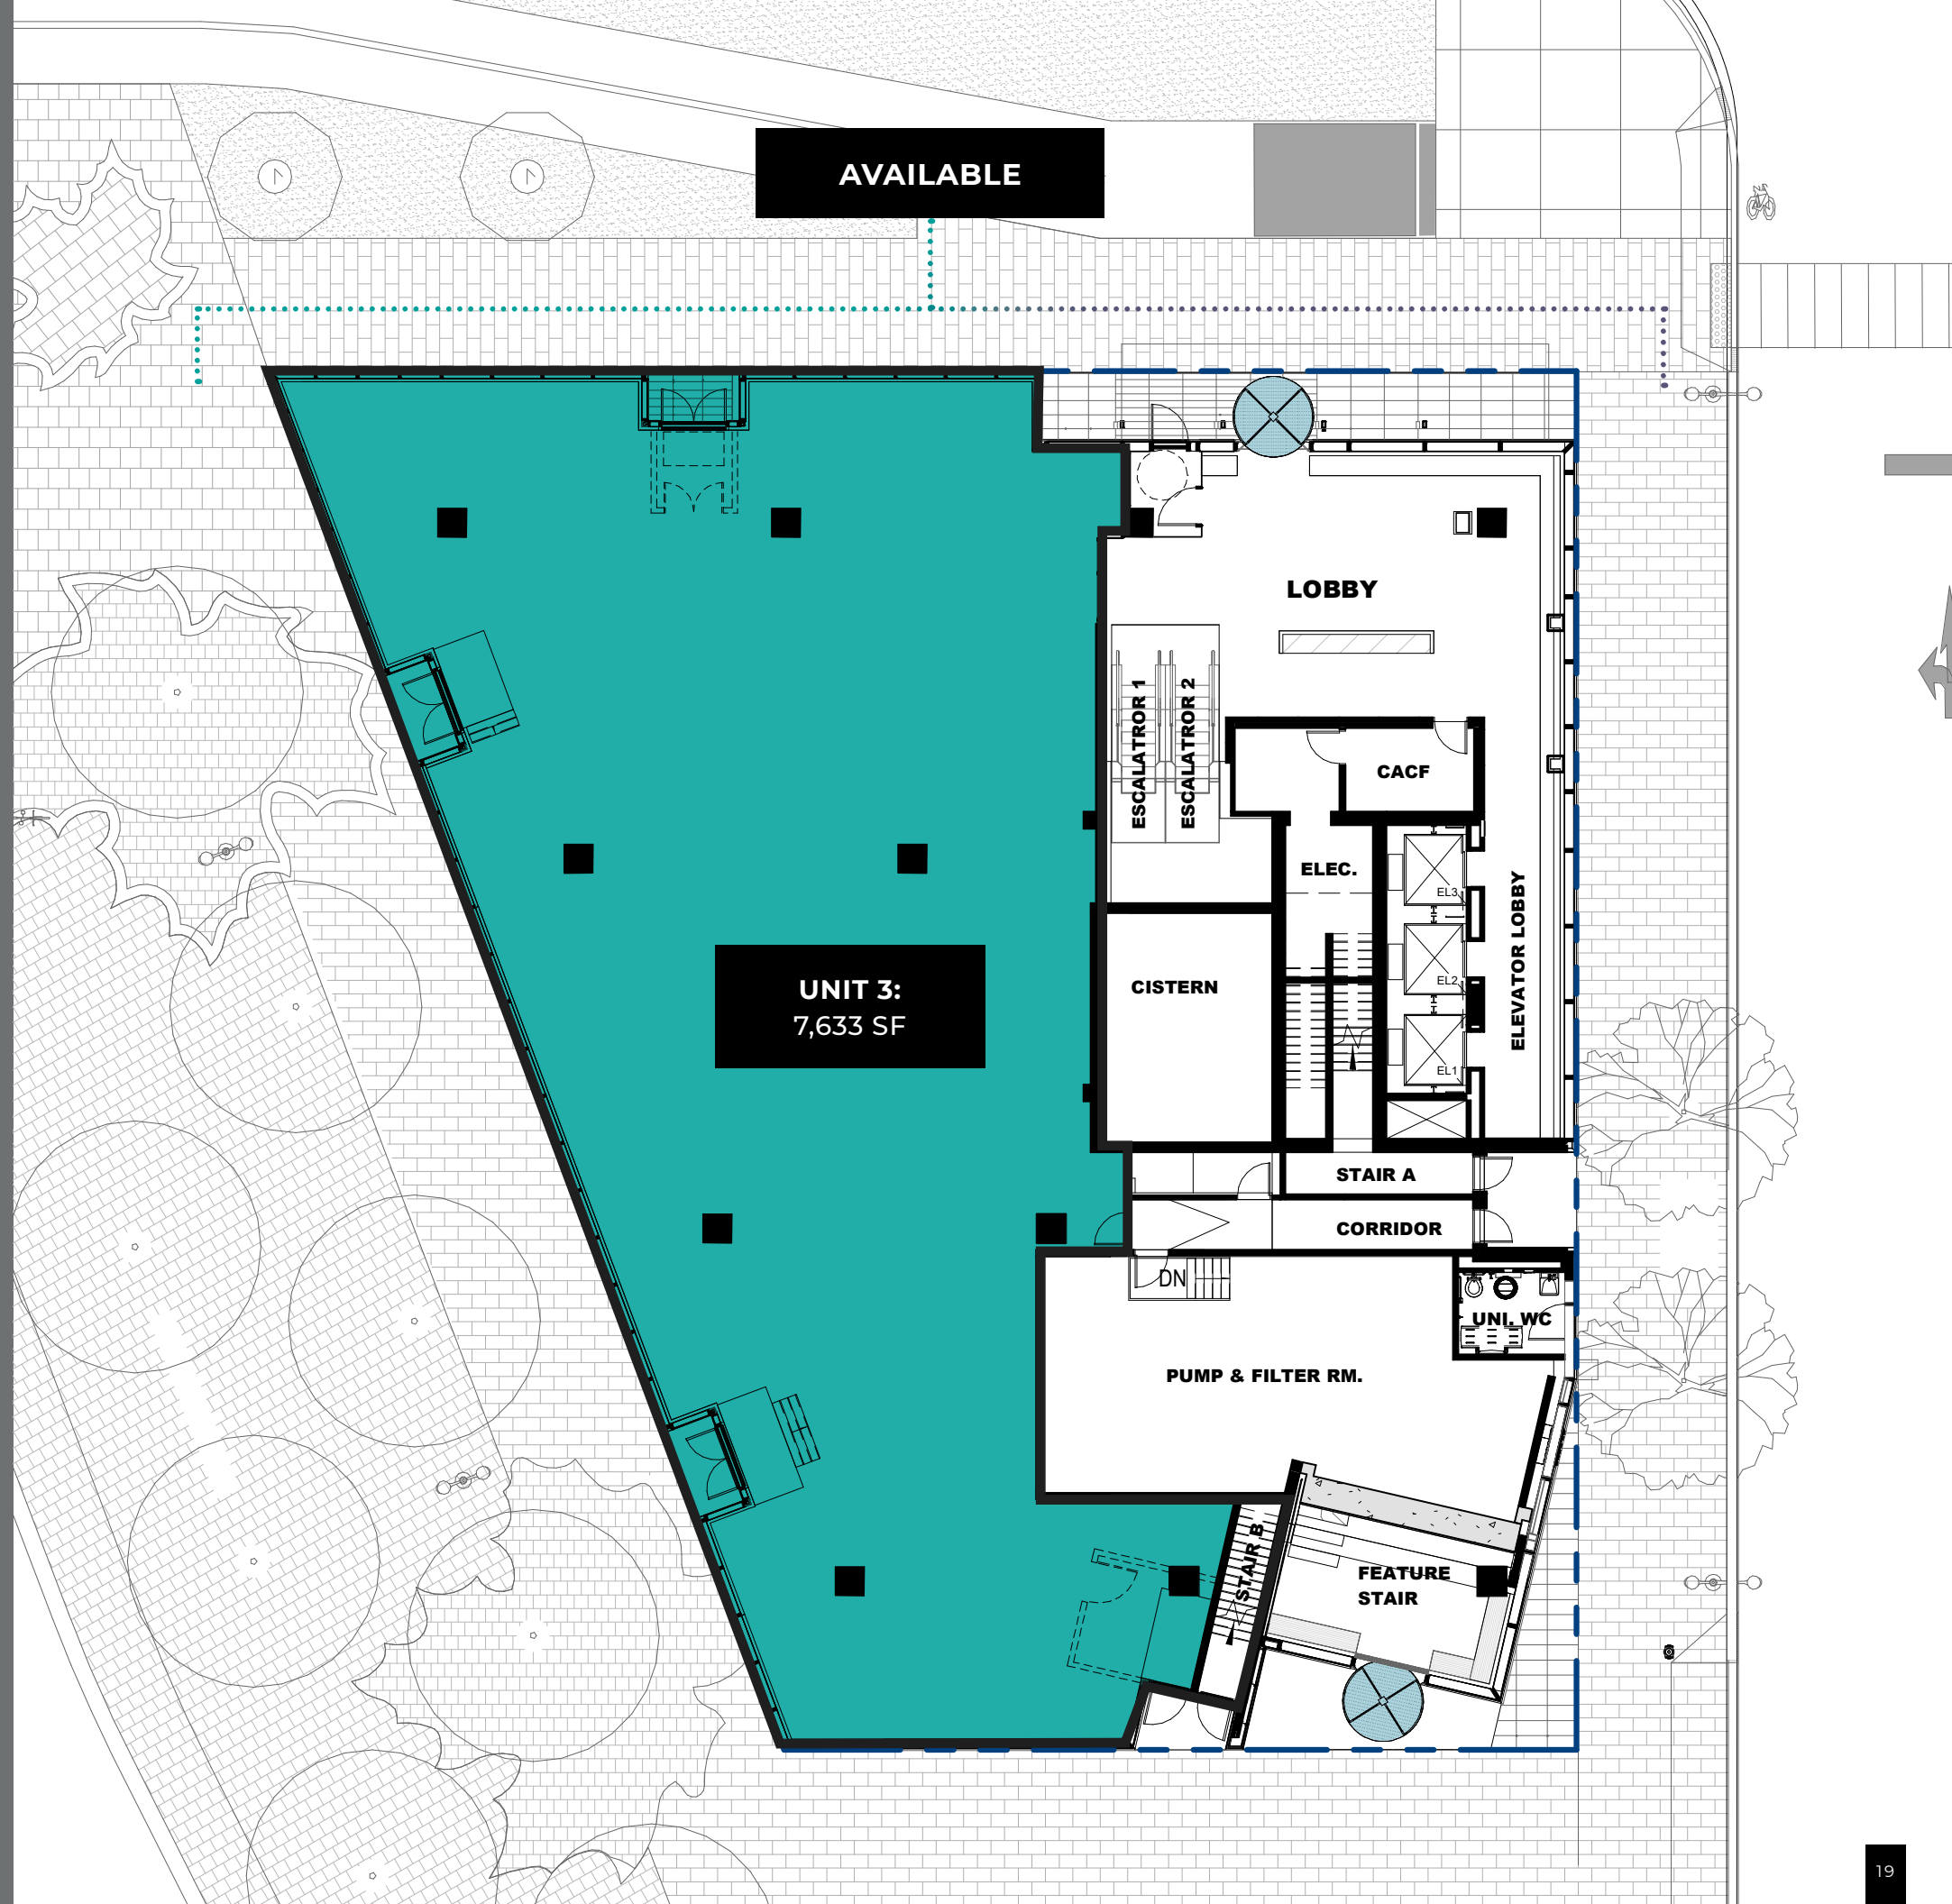 AVAILABLE
LOBBY
ESCALATROR 1
ESCALATROR 2
CACF
ELEC.
EL3
ELEVATOR LOBBY
UNIT 3:
7,633 SF
CISTERN
EL2
EL1
STAIR A
CORRIDOR
DN
UNI. WC
PUMP & FILTER RM.
STAIR B
FEATURE
STAIR
19